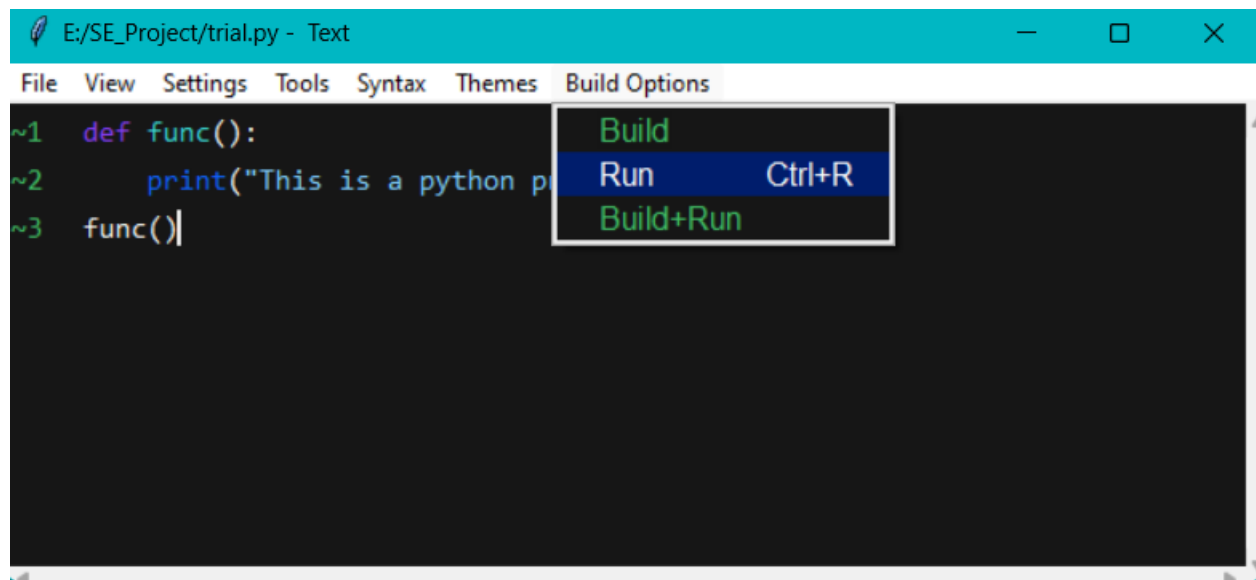 E:/SE_Project/trial.py - Text
File View Settings Tools Syntax Themes Build Options
~1 def func():
~2     print("This is a python
~3 func()
Build
Run Ctrl+R
Build+Run